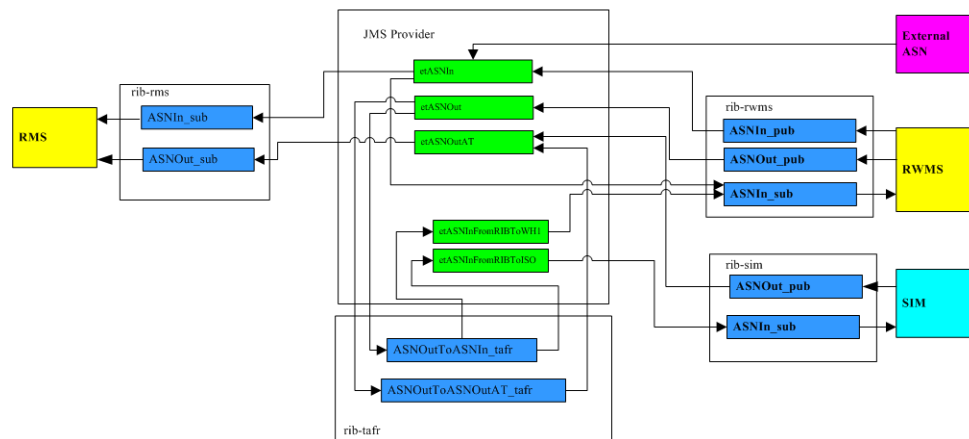 JMS Provider
External
ASN
etASNIn
rib-rms
rib-rwms
etASNOut
ASNIn_sub
ASNIn_pub
RMS
etASNOutAT
RWMS
ASNOut_sub
ASNOut_pub
ASNIn_sub
etASNInFromRIBToWH1
etASNInFromRIBToISO
rib-sim
ASNOut_pub
SIM
ASNIn_sub
ASNOutToASNIn_tafr
ASNOutToASNOutAT_tafr
rib-tafr